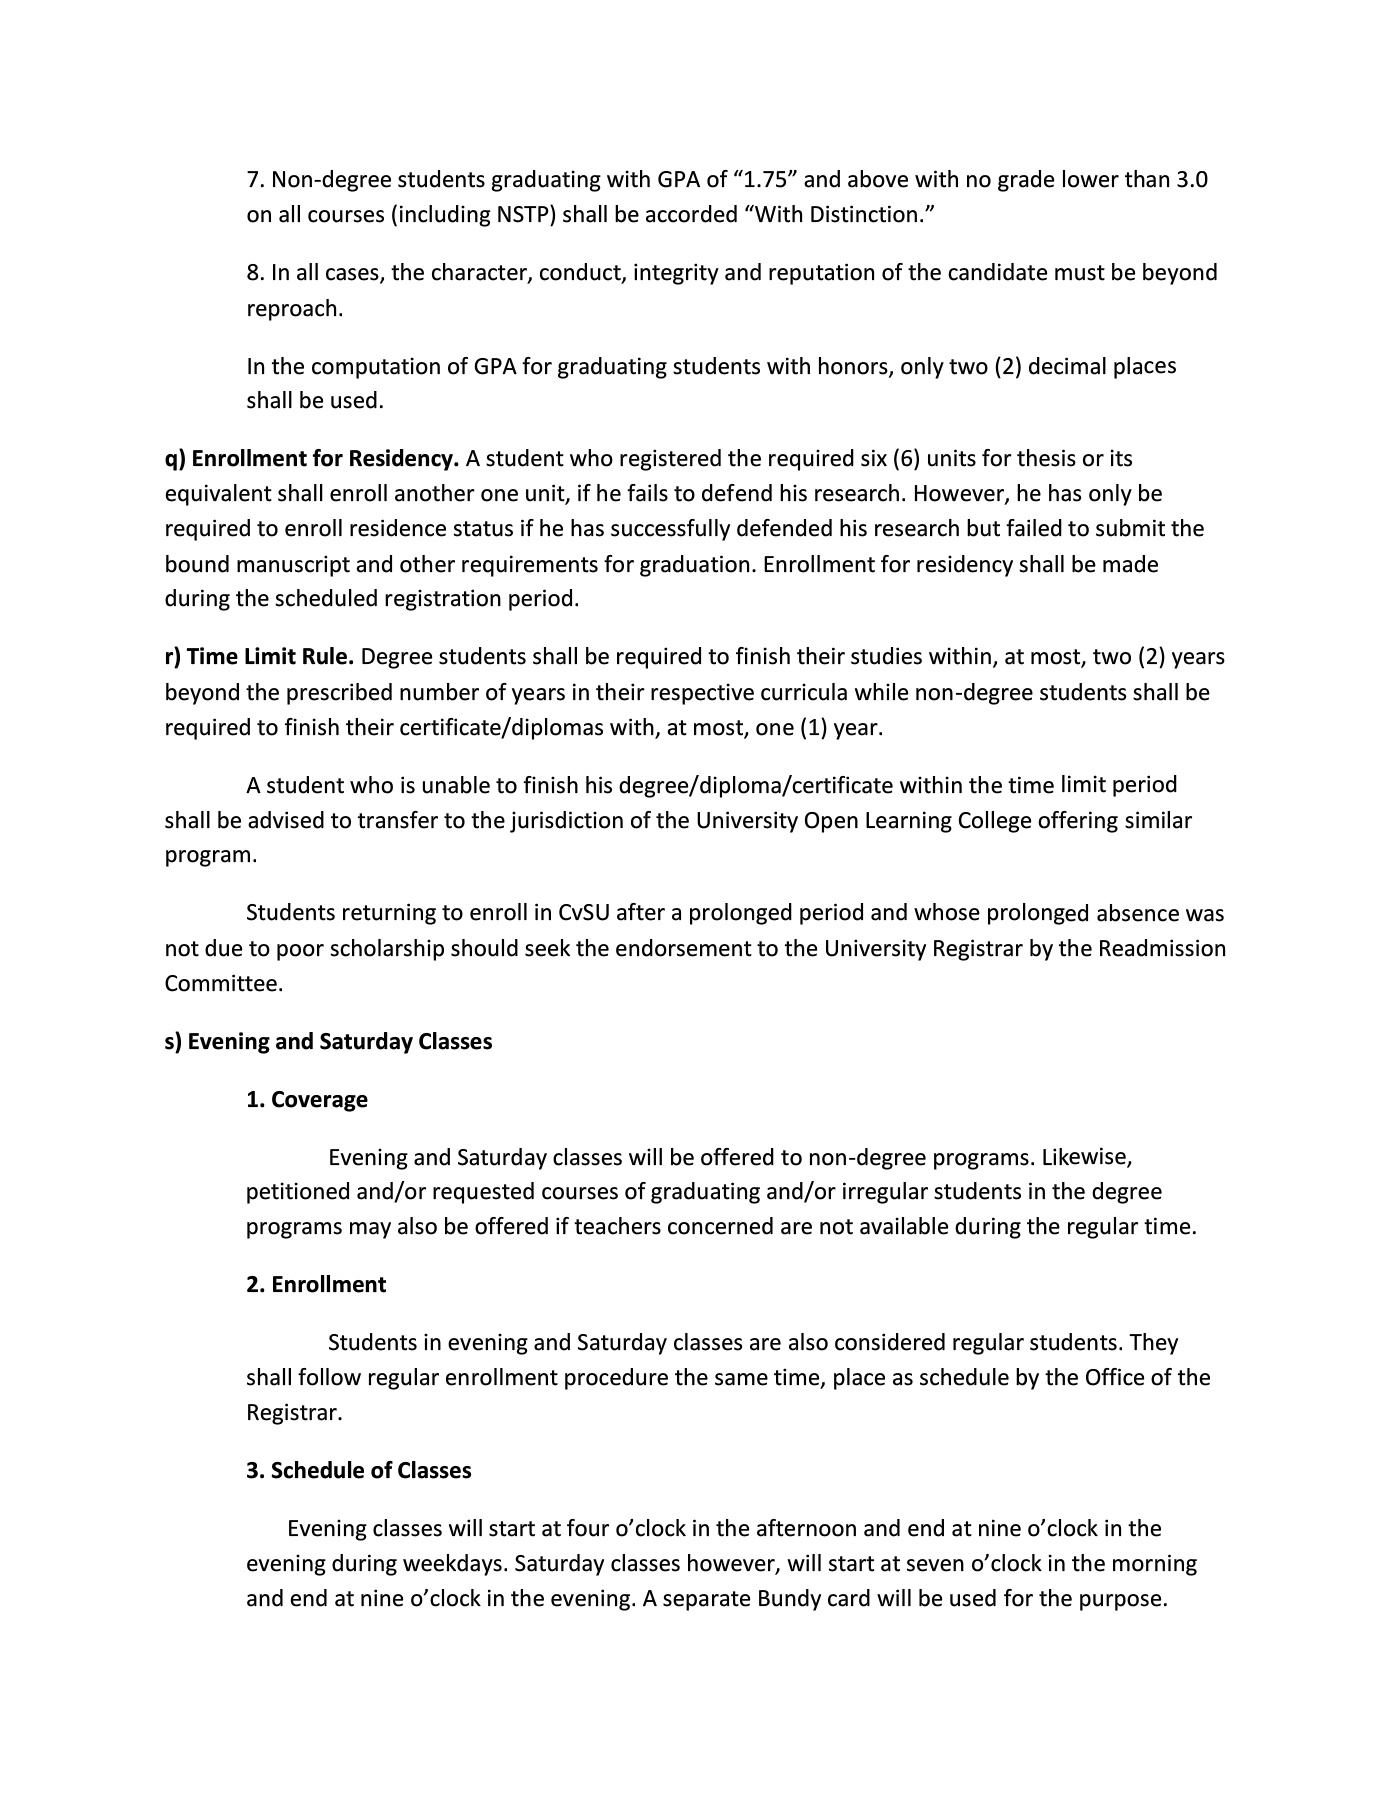 7. Non-degree students graduating with GPA of “1.75” and above with no grade lower than 3.0
on all courses (including NSTP) shall be accorded “With Distinction.”
8. In all cases, the character, conduct, integrity and reputation of the candidate must be beyond
reproach.
In the computation of GPA for graduating students with honors, only two (2) decimal places
shall be used.
q) Enrollment for Residency. A student who registered the required six (6) units for thesis or its
equivalent shall enroll another one unit, if he fails to defend his research. However, he has only be
required to enroll residence status if he has successfully defended his research but failed to submit the
bound manuscript and other requirements for graduation. Enrollment for residency shall be made
during the scheduled registration period.
r) Time Limit Rule. Degree students shall be required to finish their studies within, at most, two (2) years
beyond the prescribed number of years in their respective curricula while non-degree students shall be
required to finish their certificate/diplomas with, at most, one (1) year.
A student who is unable to finish his degree/diploma/certificate within the time limit period
shall be advised to transfer to the jurisdiction of the University Open Learning College offering similar
program.
Students returning to enroll in CvSU after a prolonged period and whose prolonged absence was
not due to poor scholarship should seek the endorsement to the University Registrar by the Readmission
Committee.
s) Evening and Saturday Classes
1. Coverage
Evening and Saturday classes will be offered to non-degree programs. Likewise,
petitioned and/or requested courses of graduating and/or irregular students in the degree
programs may also be offered if teachers concerned are not available during the regular time.
2. Enrollment
Students in evening and Saturday classes are also considered regular students. They
shall follow regular enrollment procedure the same time, place as schedule by the Office of the
Registrar.
3. Schedule of Classes
Evening classes will start at four o’clock in the afternoon and end at nine o’clock in the
evening during weekdays. Saturday classes however, will start at seven o’clock in the morning
and end at nine o’clock in the evening. A separate Bundy card will be used for the purpose.